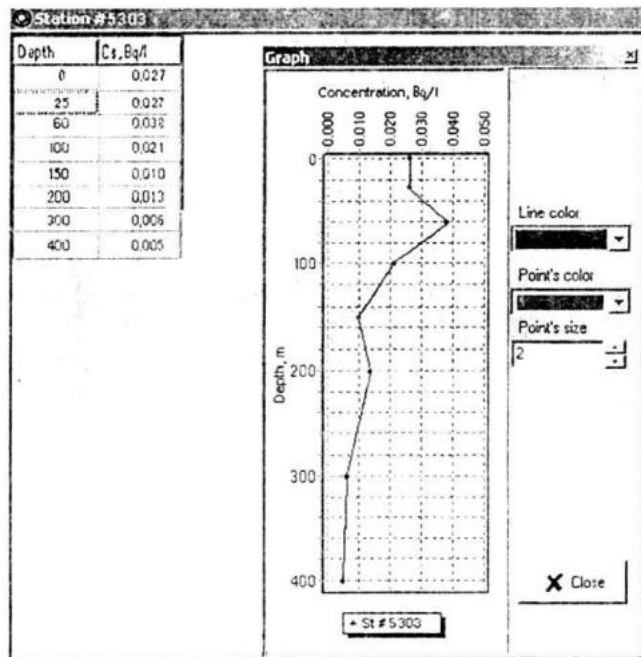 Station #5303
Depth Cs,Bq/l
0 0,027
25 0,027
60 0,038
100 0,021
150 0,010
200 0,013
300 0,006
400 0,005
Graph
Concentration, Bq/l
0.000 0.010 0.020 0.030 0.040 0.050
0
100
200
300
400
Depth, m
St #5303
Line color
Point's color
Point's size
2
Close